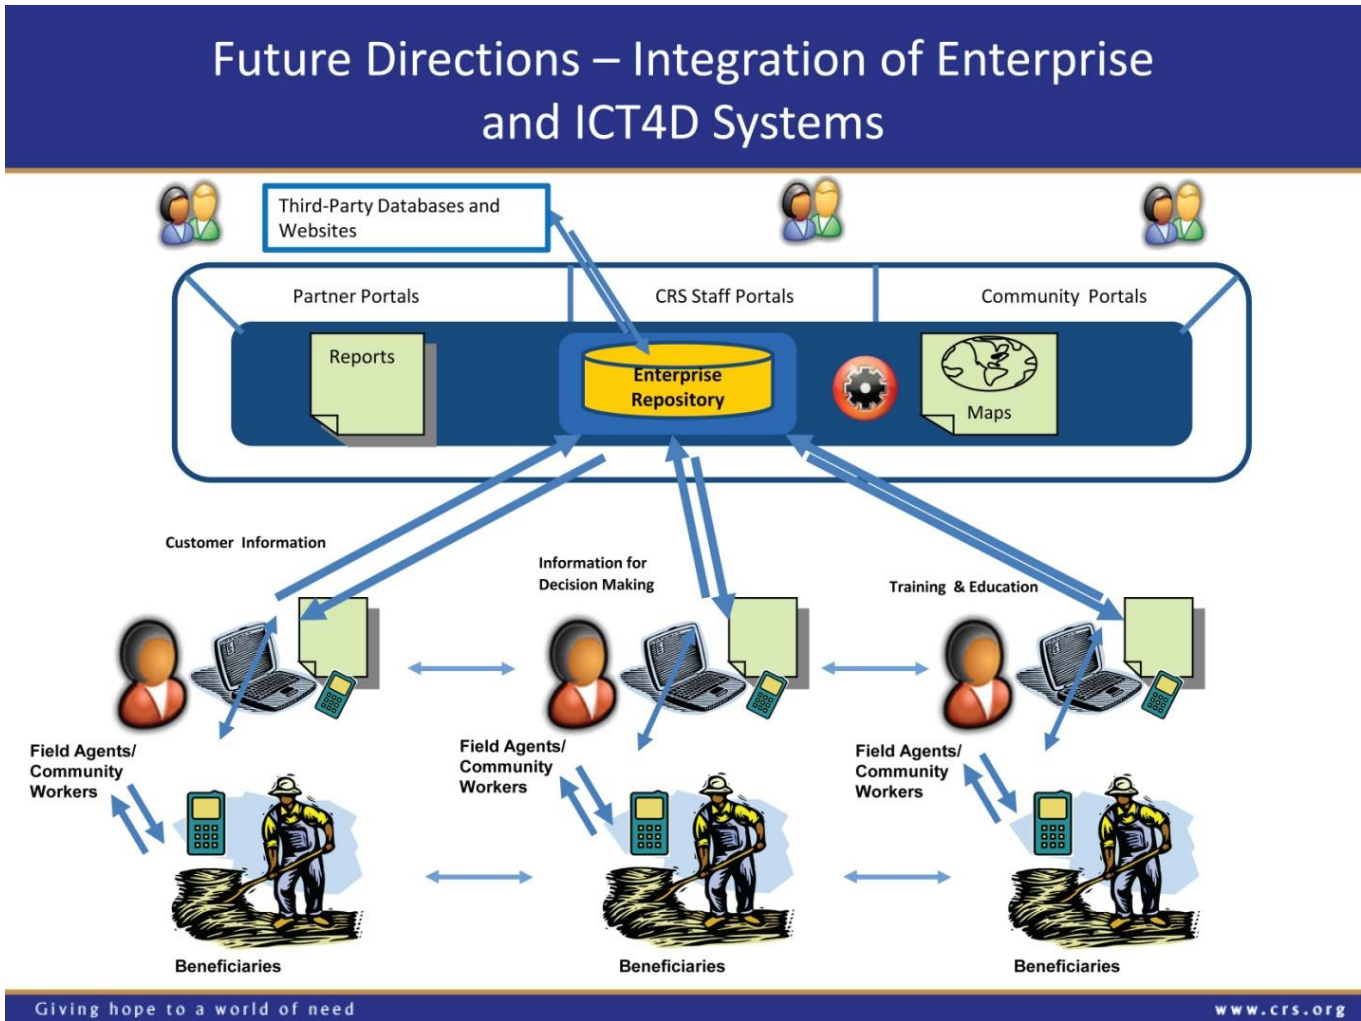 Future Directions – Integration of Enterprise
and ICT4D Systems
Third-Party Databases and
Websites
Partner Portals
CRS Staff Portals
Community Portals
Reports
Enterprise
Repository
Maps
Customer Information
Information for
Decision Making
Training & Education
Field Agents/
Community
Workers
Field Agents/
Community
Workers
Field Agents/
Community
Workers
Beneficiaries
Beneficiaries
Beneficiaries
Giving hope to a world of need
www.crs.org